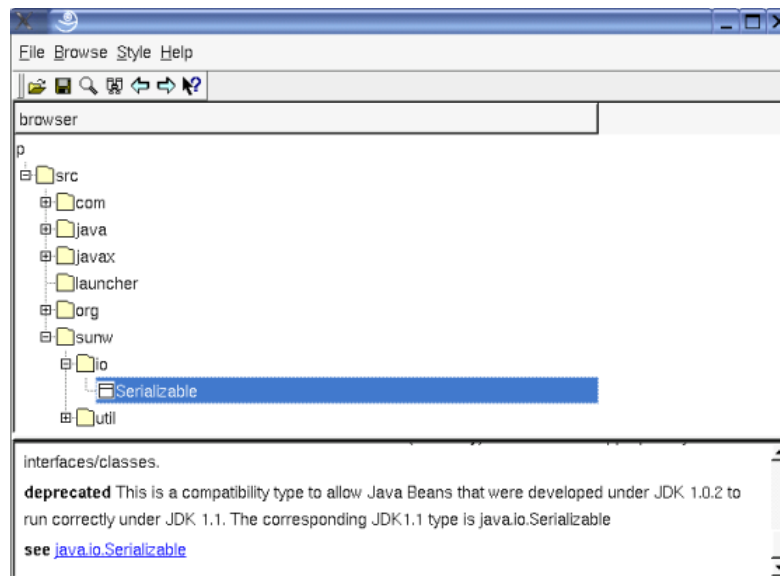 File Browse Style Help
browser
p
src
com
java
javax
launcher
org
sunw
io
Serializable
util
interfaces/classes.
deprecated This is a compatibility type to allow Java Beans that were developed under JDK 1.0.2 to
run correctly under JDK 1.1. The corresponding JDK1.1 type is java.io.Serializable
see java.io.Serializable